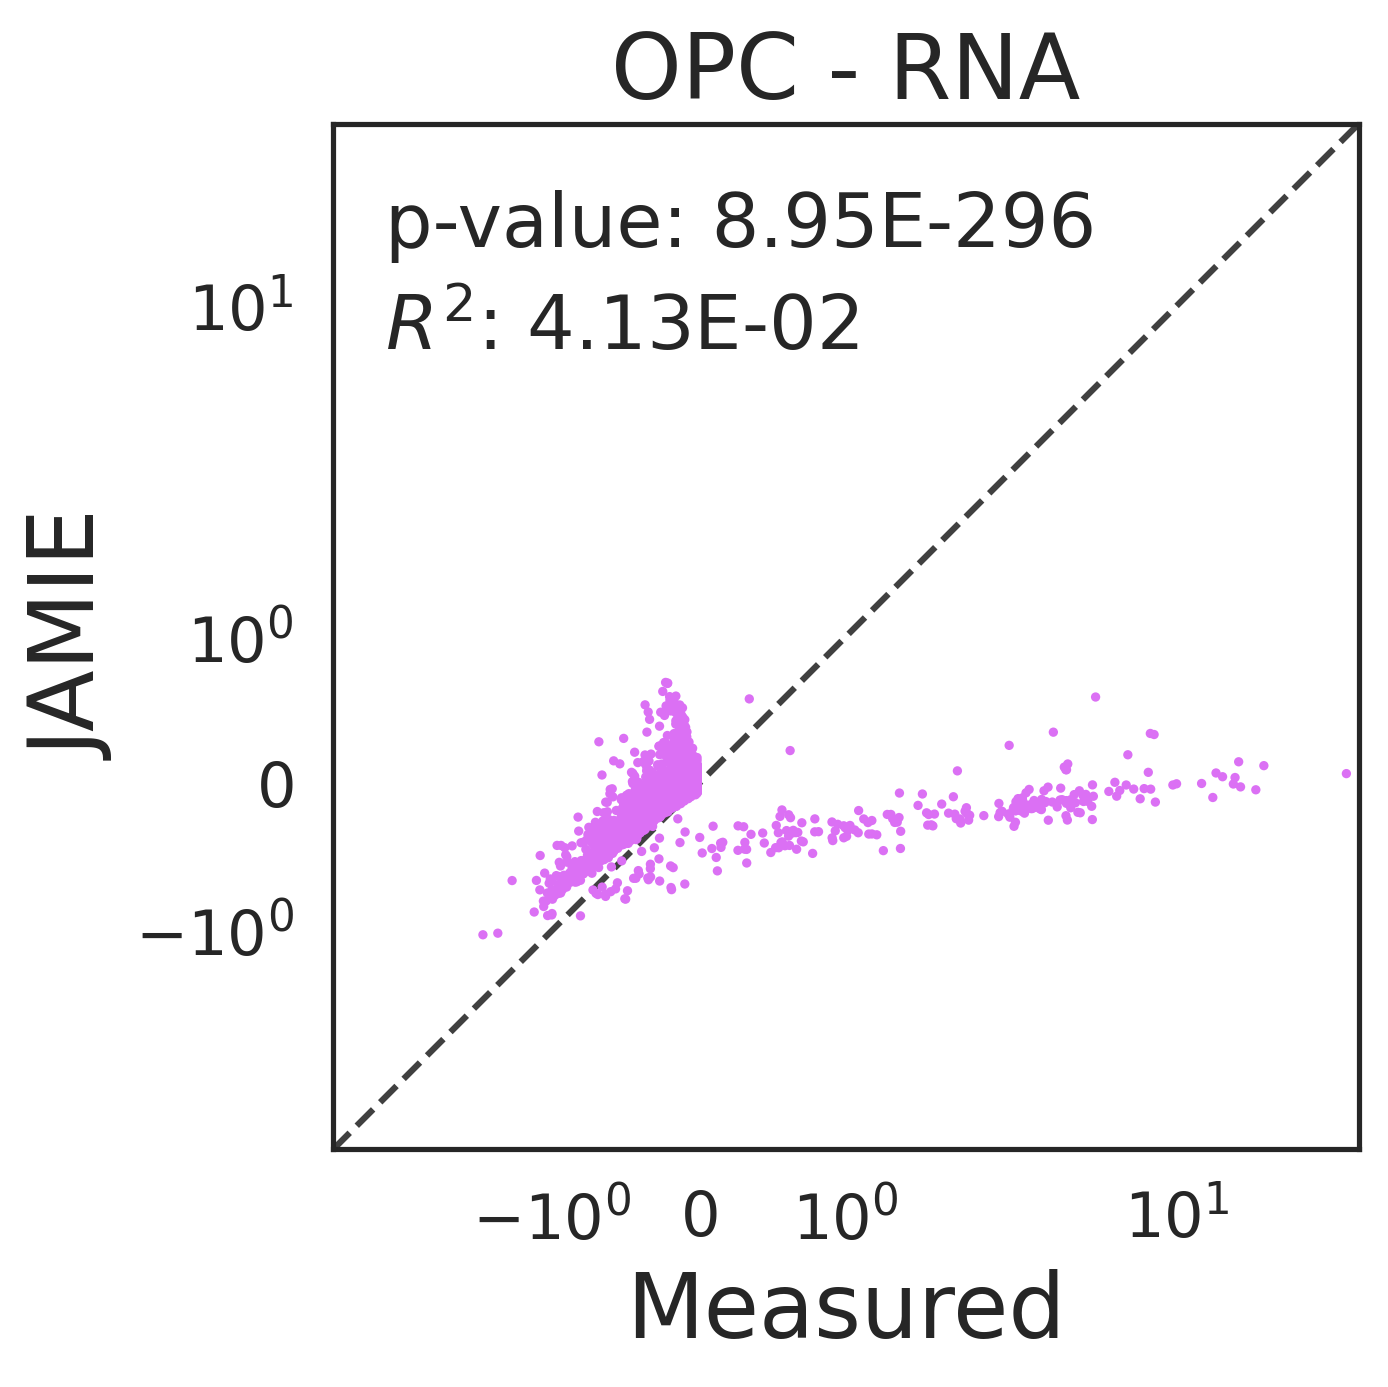 OPC - RNA
p-value: 8.95E-296
R²: 4.13E-02
10¹
10⁰
0
−10⁰
JAMIE
−10⁰ 0 10⁰ 10¹
Measured